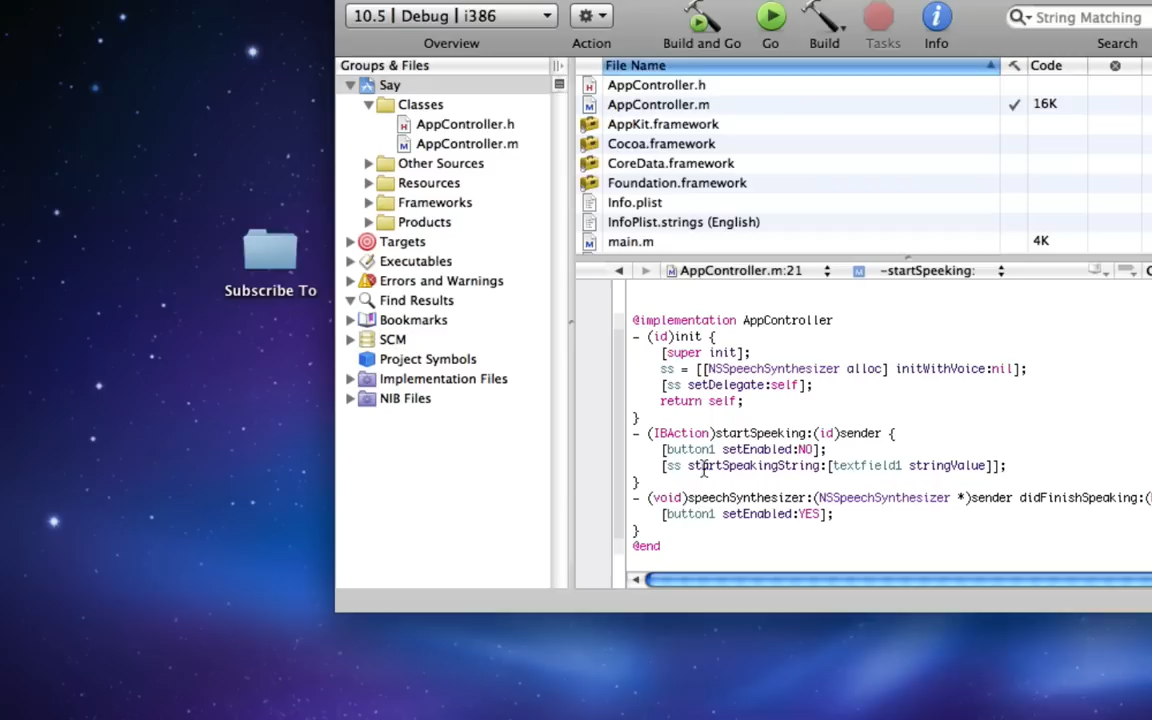 10.5 | Debug | i386
Overview
Action
Build and Go
Go
Build
Tasks
Info
String Matching
Search
Groups & Files
Say
Classes
AppController.h
AppController.m
Other Sources
Resources
Frameworks
Products
Targets
Executables
Errors and Warnings
Find Results
Bookmarks
SCM
Project Symbols
Implementation Files
NIB Files
File Name
Code
AppController.h
AppController.m
16K
AppKit.framework
Cocoa.framework
CoreData.framework
Foundation.framework
Info.plist
InfoPlist.strings (English)
main.m
4K
AppController.m:21
-startSpeeking:
@implementation AppController
- (id)init {
[super init];
ss = [[NSSpeechSynthesizer alloc] initWithVoice:nil];
[ss setDelegate:self];
return self;
}
- (IBAction)startSpeeking:(id)sender {
[button1 setEnabled:NO];
[ss startSpeakingString:[textfield1 stringValue]];
}
- (void)speechSynthesizer:(NSSpeechSynthesizer *)sender didFinishSpeaking:(
[button1 setEnabled:YES];
}
@end
Subscribe To